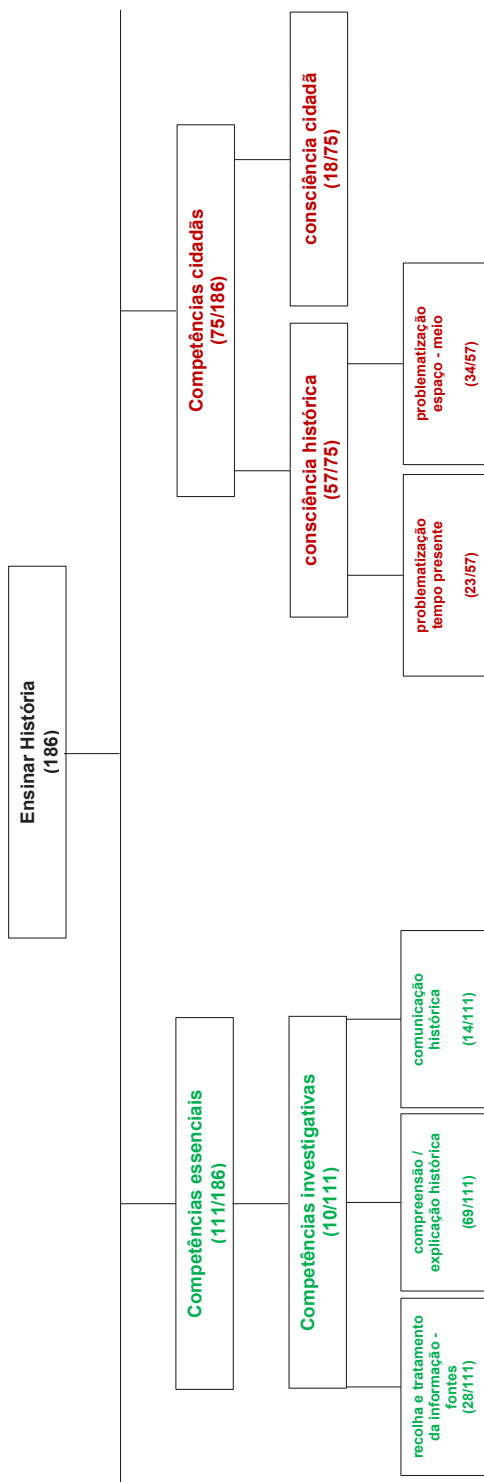 Ensinar História
(186)
Competências essenciais
(111/186)
Competências cidadãs
(75/186)
Competências investigativas
(10/111)
consciência histórica
(57/75)
consciência cidadã
(18/75)
recolha e tratamento
da informação -
fontes
(28/111)
compreensão /
explicação histórica
(69/111)
comunicação
histórica
(14/111)
problematização
tempo presente
(23/57)
problematização
espaço - meio
(34/57)